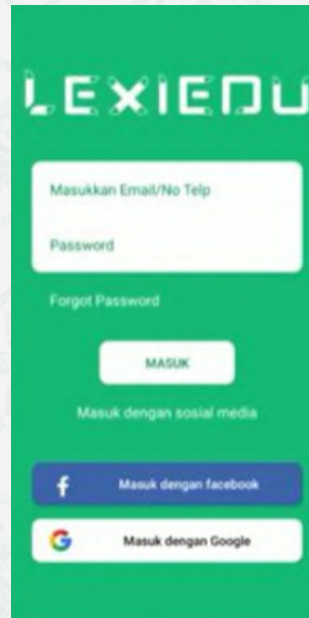 LEXIEDU
Masukkan Email/No Telp
Password
Forgot Password
MASUK
Masuk dengan sosial media
f Masuk dengan facebook
G Masuk dengan Google